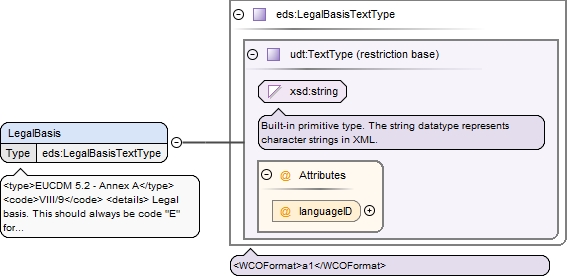 eds:LegalBasisTextType
udt:TextType (restriction base)
xsd:string
Built-in primitive type. The string datatype represents
character strings in XML.
LegalBasis
Type eds:LegalBasisTextType
<type>EUCDM 5.2 - Annex A</type>
<code>VIII/9</code> <details> Legal
basis. This should always be code "E"
for...
@ Attributes
@ languageID
<WCOFormat>a1</WCOFormat>